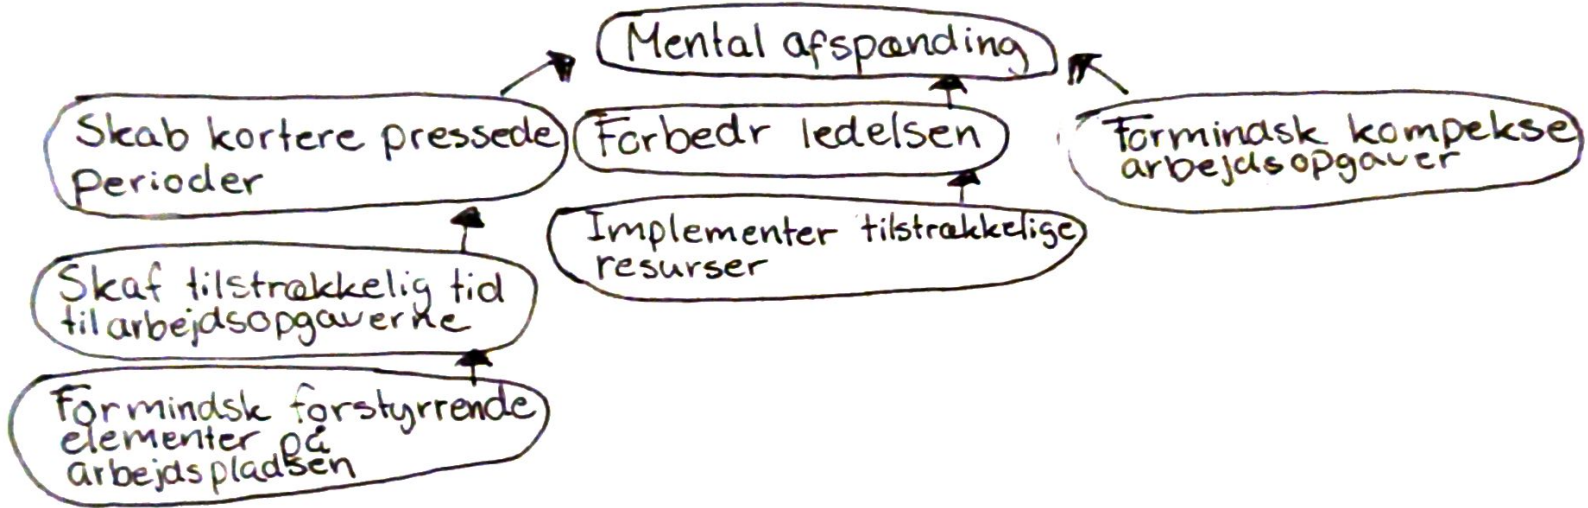 Mental afspænding
Skab kortere pressede
perioder
Forbedr ledelsen
Formindsk kompekse
arbejdsopgaver
Implementer tilstrækkelige
resurser
Skaf tilstrækkelig tid
til arbejdsopgaverne
Formindsk forstyrrende
elementer på
arbejdspladsen